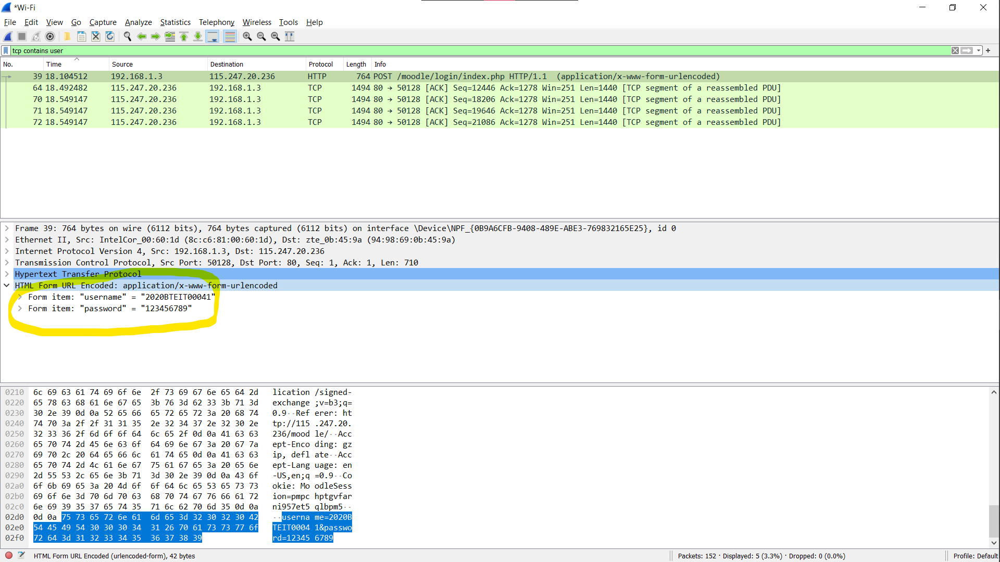 *Wi-Fi
File Edit View Go Capture Analyze Statistics Telephony Wireless Tools Help
tcp contains user
No. Time Source Destination Protocol Length Info
39 18.104512 192.168.1.3 115.247.20.236 HTTP 764 POST /moodle/login/index.php HTTP/1.1 (application/x-www-form-urlencoded)
64 18.492482 115.247.20.236 192.168.1.3 TCP 1494 80 → 50128 [ACK] Seq=12446 Ack=1278 Win=251 Len=1440 [TCP segment of a reassembled PDU]
70 18.549147 115.247.20.236 192.168.1.3 TCP 1494 80 → 50128 [ACK] Seq=18206 Ack=1278 Win=251 Len=1440 [TCP segment of a reassembled PDU]
71 18.549147 115.247.20.236 192.168.1.3 TCP 1494 80 → 50128 [ACK] Seq=19646 Ack=1278 Win=251 Len=1440 [TCP segment of a reassembled PDU]
72 18.549147 115.247.20.236 192.168.1.3 TCP 1494 80 → 50128 [ACK] Seq=21086 Ack=1278 Win=251 Len=1440 [TCP segment of a reassembled PDU]
Frame 39: 764 bytes on wire (6112 bits), 764 bytes captured (6112 bits) on interface \Device\NPF_{0B9A6CFB-9408-489E-ABE3-769832165E25}, id 0
Ethernet II, Src: IntelCor_00:60:1d (8c:c6:81:00:60:1d), Dst: zte_0b:45:9a (94:98:69:0b:45:9a)
Internet Protocol Version 4, Src: 192.168.1.3, Dst: 115.247.20.236
Transmission Control Protocol, Src Port: 50128, Dst Port: 80, Seq: 1, Ack: 1, Len: 710
Hypertext Transfer Protocol
HTML Form URL Encoded: application/x-www-form-urlencoded
Form item: "username" = "2020BTEIT00041"
Form item: "password" = "123456789"
0210 6c 69 63 61 74 69 6f 6e 2f 73 69 67 6e 65 64 2d lication /signed-
0220 65 78 63 68 61 6e 67 65 3b 76 3d 62 33 3b 71 3d exchange ;v=b3;q=
0230 30 2e 39 0d 0a 52 65 66 65 72 65 72 3a 20 68 74 0.9··Ref erer: ht
0240 74 70 3a 2f 2f 31 31 35 2e 32 34 37 2e 32 30 2e tp://115 .247.20.
0250 32 33 36 2f 6d 6f 6f 64 6c 65 2f 0d 0a 41 63 63 236/mood le/··Acc
0260 65 70 74 2d 45 6e 63 6f 64 69 6e 67 3a 20 67 7a ept-Enco ding: gz
0270 69 70 2c 20 64 65 66 6c 61 74 65 0d 0a 41 63 63 ip, defl ate··Acc
0280 65 70 74 2d 4c 61 6e 67 75 61 67 65 3a 20 65 6e ept-Lang uage: en
0290 2d 55 53 2c 65 6e 3b 71 3d 30 2e 39 0d 0a 43 6f -US,en;q =0.9··Co
02a0 6f 6b 69 65 3a 20 4d 6f 6f 64 6c 65 53 65 73 73 okie: Mo odleSess
02b0 69 6f 6e 3d 70 6d 70 63 68 70 74 67 76 66 61 72 ion=pmpc hptgvfar
02c0 6e 69 39 35 37 65 74 35 71 6c 62 70 6d 35 0d 0a ni957et5 qlbpm5··
02d0 0d 0a 75 73 65 72 6e 61 6d 65 3d 32 30 32 30 42 ··userna me=2020B
02e0 54 45 49 54 30 30 30 34 31 26 70 61 73 73 77 6f TEIT0004 1&passwo
02f0 72 64 3d 31 32 33 34 35 36 37 38 39 rd=12345 6789
HTML Form URL Encoded (urlencoded-form), 42 bytes Packets: 152 · Displayed: 5 (3.3%) · Dropped: 0 (0.0%) Profile: Default